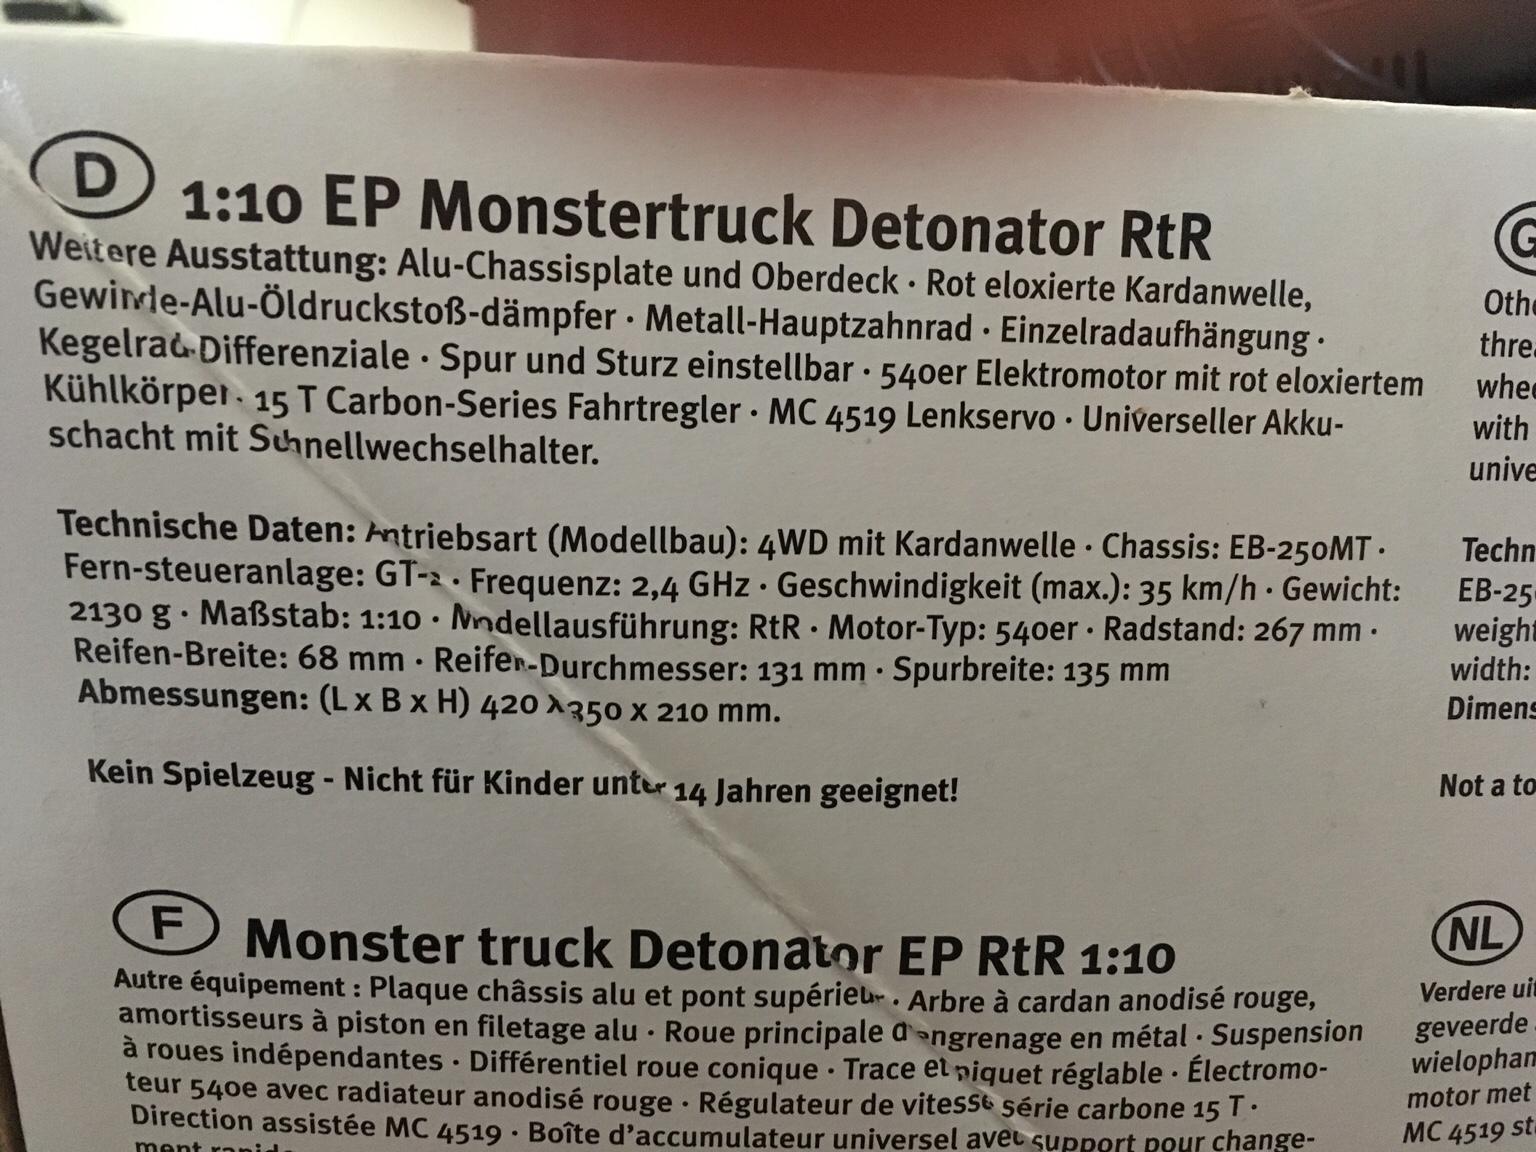 D 1:10 EP Monstertruck Detonator RtR
Weitere Ausstattung: Alu-Chassisplate und Oberdeck · Rot eloxierte Kardanwelle,
Gewinde-Alu-Öldruckstoß-dämpfer · Metall-Hauptzahnrad · Einzelradaufhängung ·
Kegelrad-Differenziale · Spur und Sturz einstellbar · 540er Elektromotor mit rot eloxiertem
Kühlkörper · 15 T Carbon-Series Fahrtregler · MC 4519 Lenkservo · Universeller Akku-
schacht mit Schnellwechselhalter.
Technische Daten: Antriebsart (Modellbau): 4WD mit Kardanwelle · Chassis: EB-250MT ·
Fern-steueranlage: GT-2 · Frequenz: 2,4 GHz · Geschwindigkeit (max.): 35 km/h · Gewicht:
2130 g · Maßstab: 1:10 · Modellausführung: RtR · Motor-Typ: 540er · Radstand: 267 mm ·
Reifen-Breite: 68 mm · Reifen-Durchmesser: 131 mm · Spurbreite: 135 mm
Abmessungen: (L x B x H) 420 x 350 x 210 mm.
Kein Spielzeug - Nicht für Kinder unter 14 Jahren geeignet!
F Monster truck Detonator EP RtR 1:10
Autre équipement : Plaque châssis alu et pont supérieur · Arbre à cardan anodisé rouge,
amortisseurs à piston en filetage alu · Roue principale d'engrenage en métal · Suspension
à roues indépendantes · Différentiel roue conique · Trace et piquet réglable · Électromo-
teur 540e avec radiateur anodisé rouge · Régulateur de vitesse série carbone 15 T ·
Direction assistée MC 4519 · Boîte d'accumulateur universel avec support pour change-
ment rapide
G
Othe
threa
whee
with
unive
Techn
EB-25
weight
width:
Dimens
Not a to
NL
Verdere uit
geveerde
wielophan
motor met
MC 4519 st